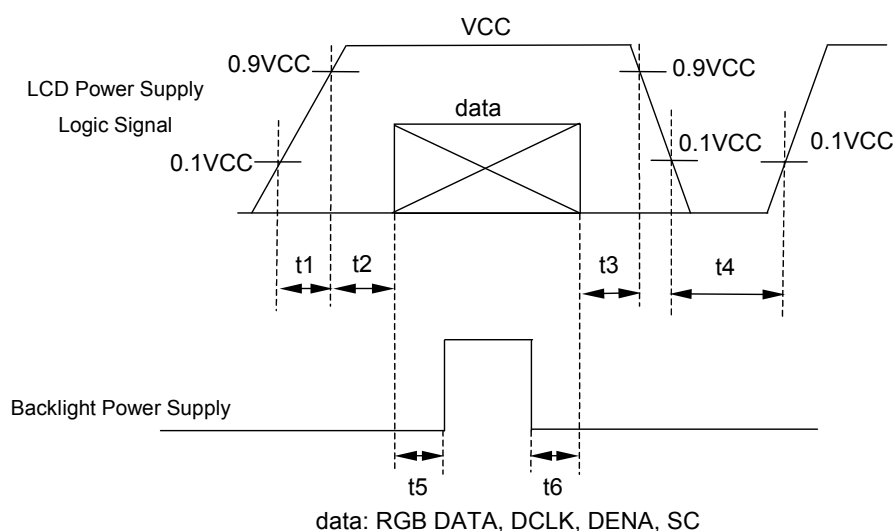 VCC
0.9VCC
0.9VCC
LCD Power Supply
Logic Signal
data
0.1VCC
0.1VCC
0.1VCC
t1
t2
t3
t4
Backlight Power Supply
t5
t6
data: RGB DATA, DCLK, DENA, SC